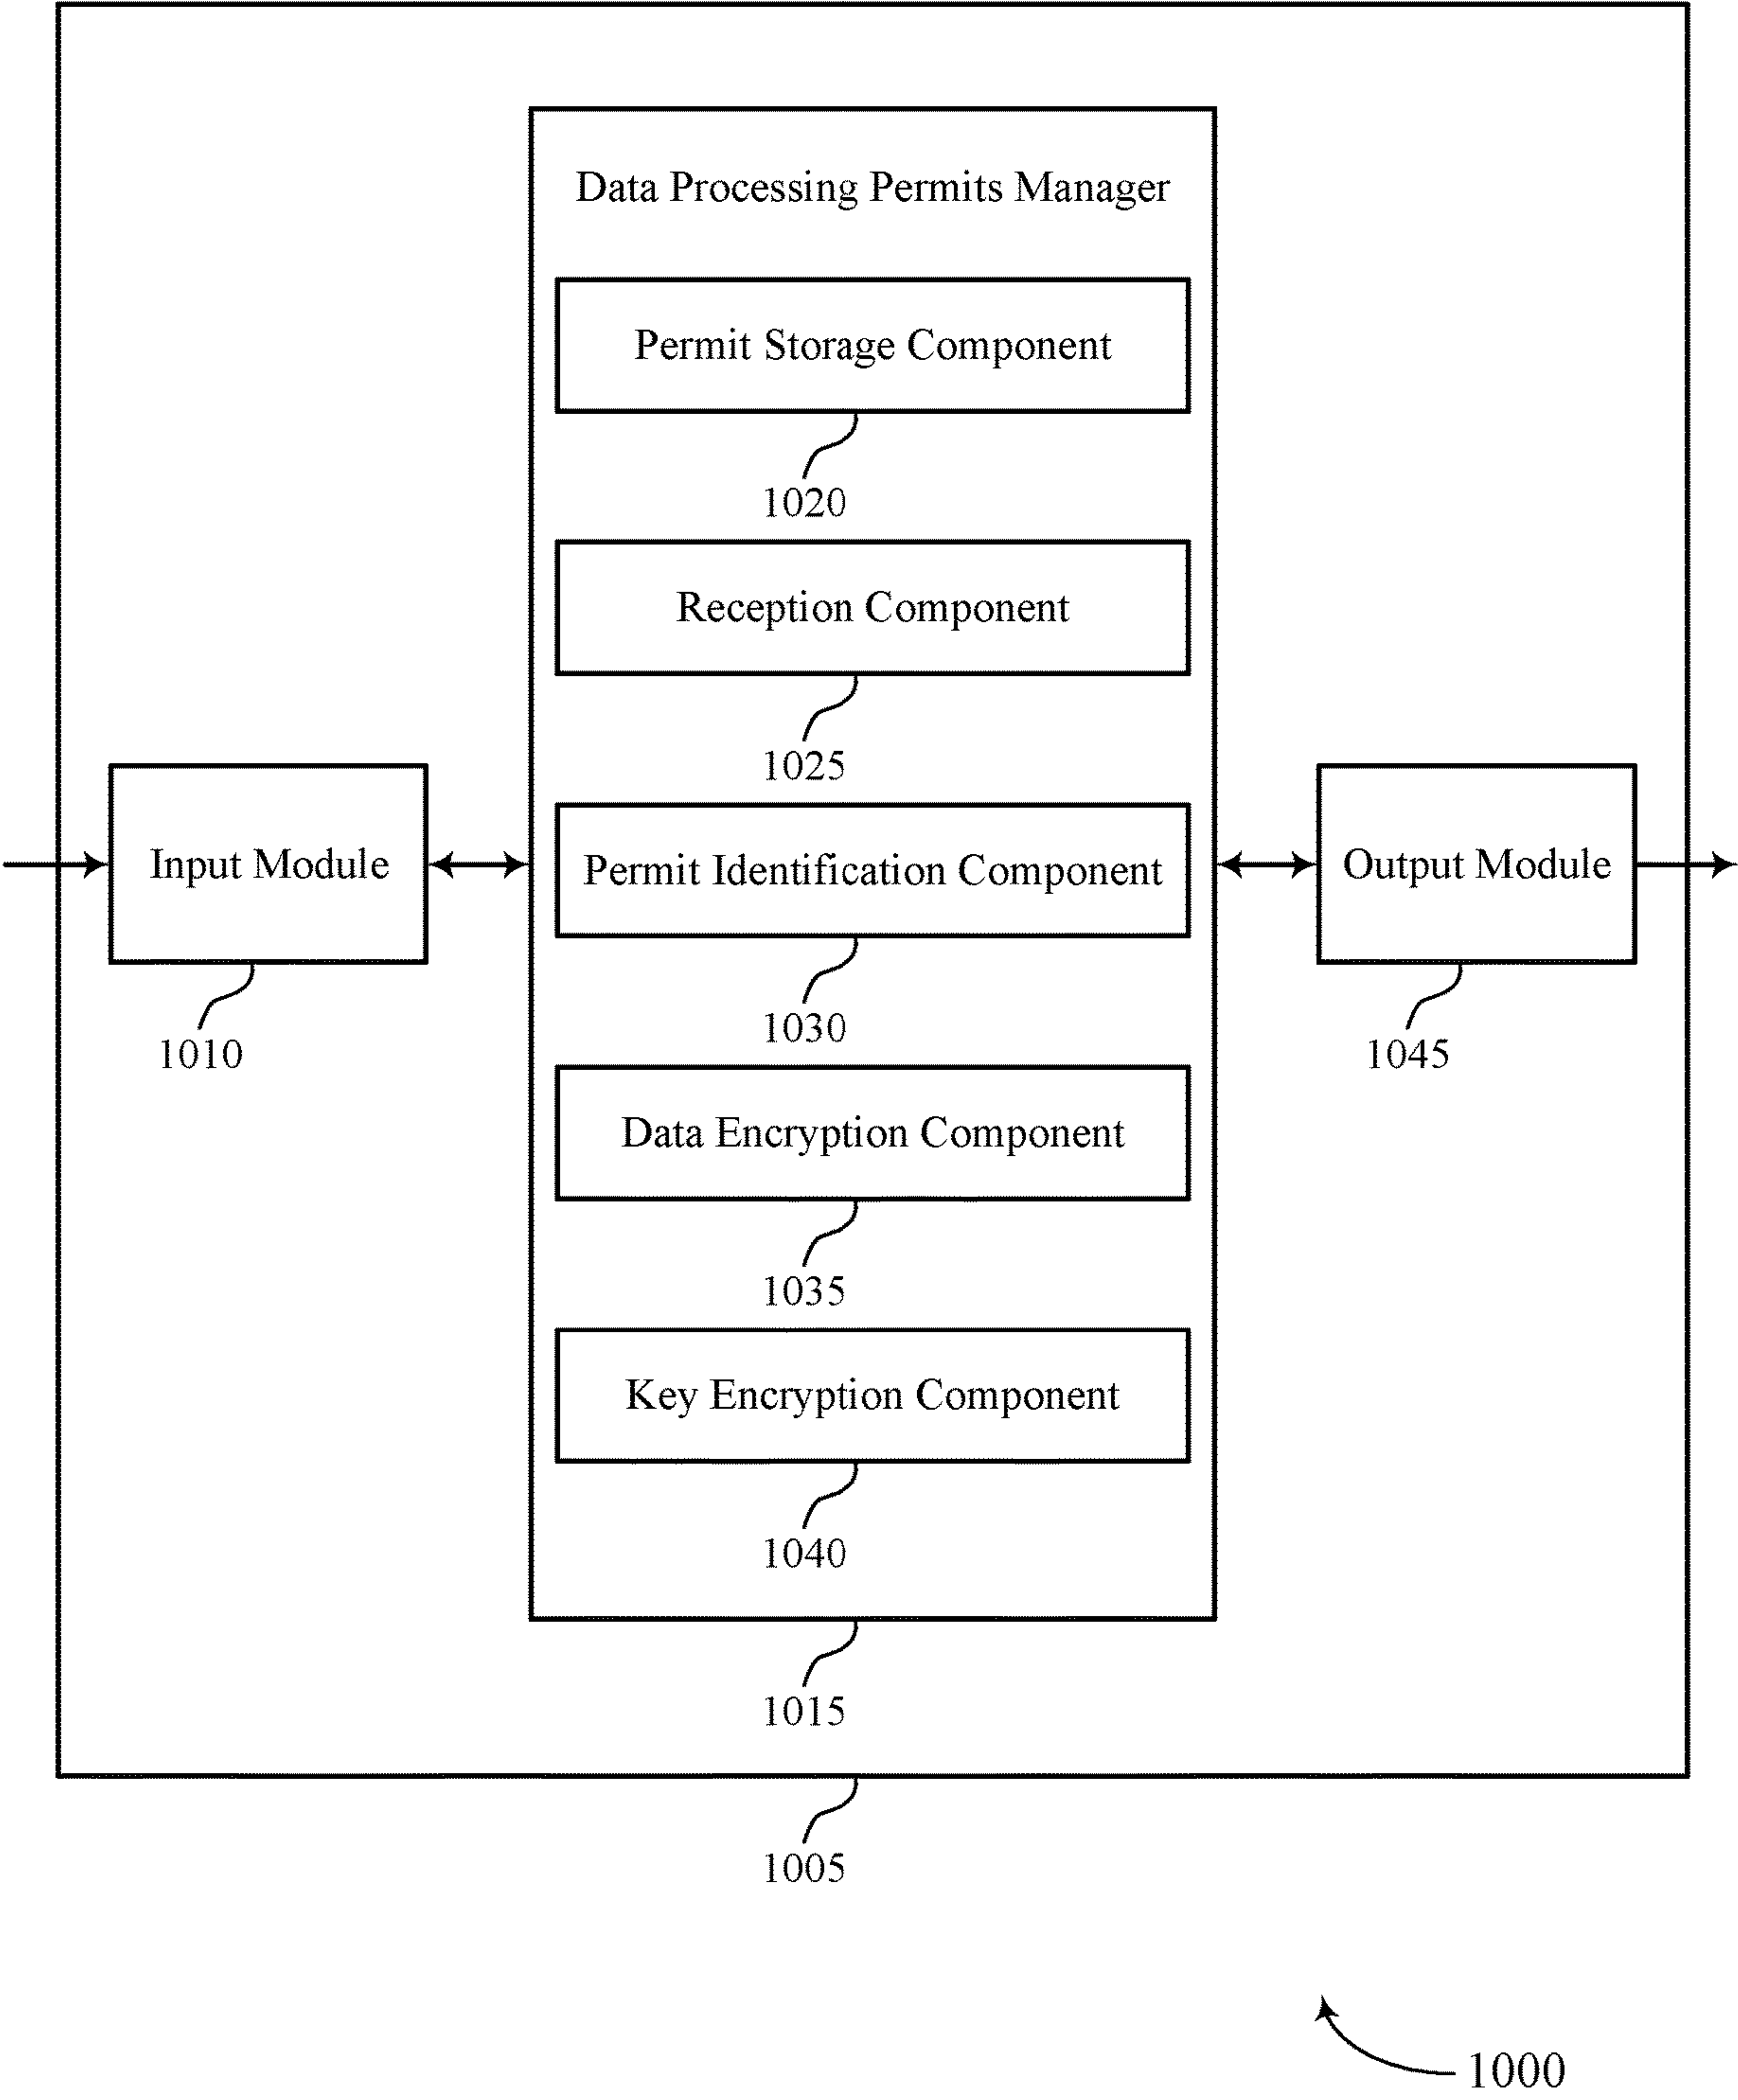 Data Processing Permits Manager
Permit Storage Component
1020
Reception Component
1025
Input Module
Permit Identification Component
Output Module
1030
1010
1045
Data Encryption Component
1035
Key Encryption Component
1040
1015
1005
1000